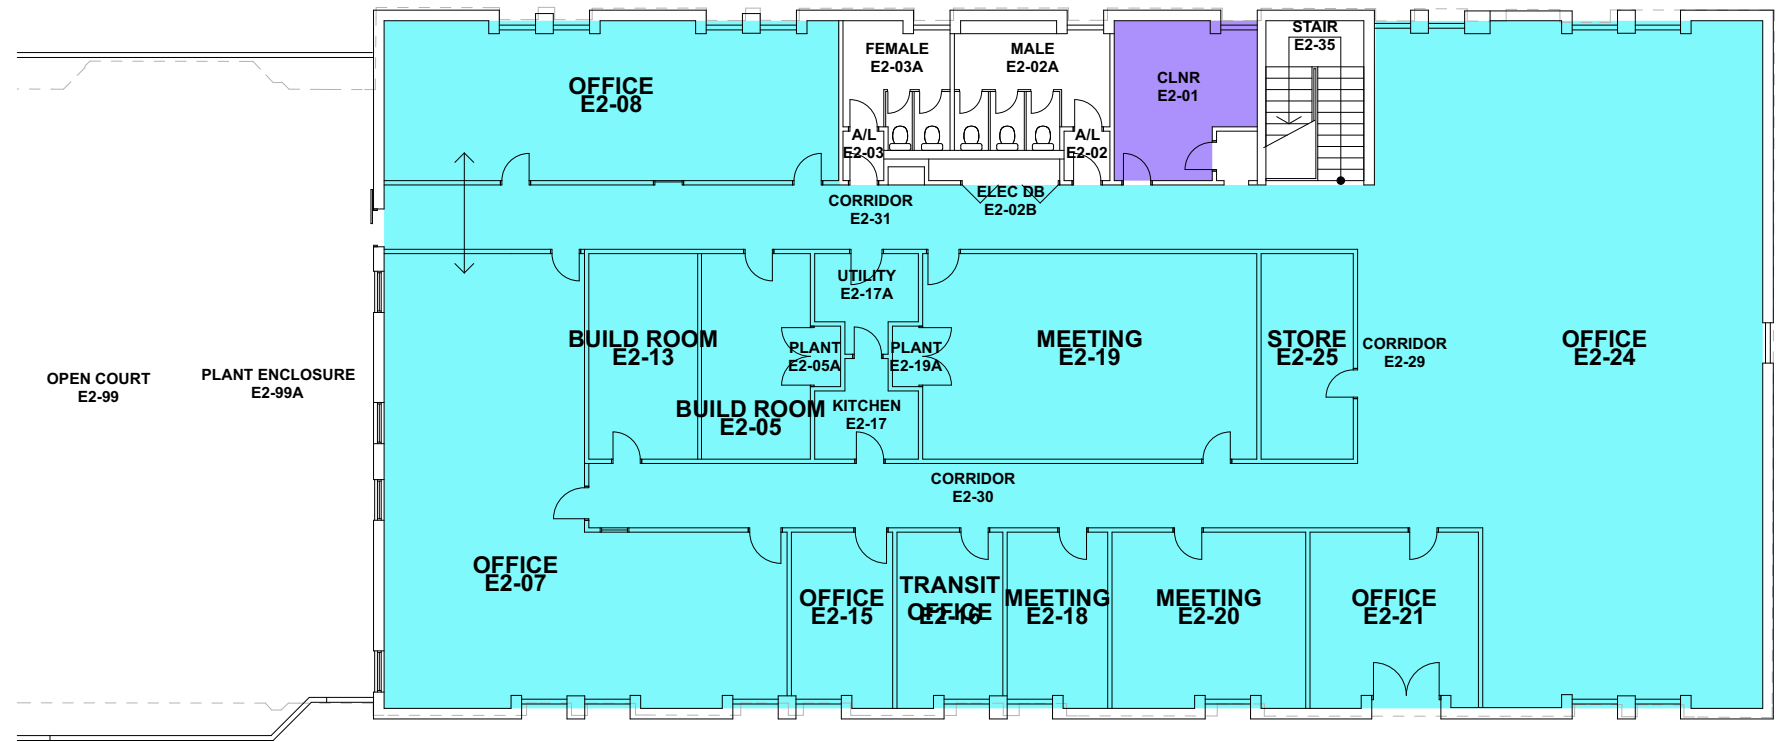 STAIR
E2-35
FEMALE
E2-03A
MALE
E2-02A
CLNR
E2-01
OFFICE
E2-08
A/L
E2-03
A/L
E2-02
ELEC DB
E2-02B
CORRIDOR
E2-31
UTILITY
E2-17A
BUILD ROOM
E2-13
PLANT
E2-05A
PLANT
E2-19A
MEETING
E2-19
STORE
E2-25
CORRIDOR
E2-29
OFFICE
E2-24
OPEN COURT
E2-99
PLANT ENCLOSURE
E2-99A
BUILD ROOM
E2-05
KITCHEN
E2-17
CORRIDOR
E2-30
OFFICE
E2-07
OFFICE
E2-15
TRANSIT
OFFICE
E2-16
MEETING
E2-18
MEETING
E2-20
OFFICE
E2-21